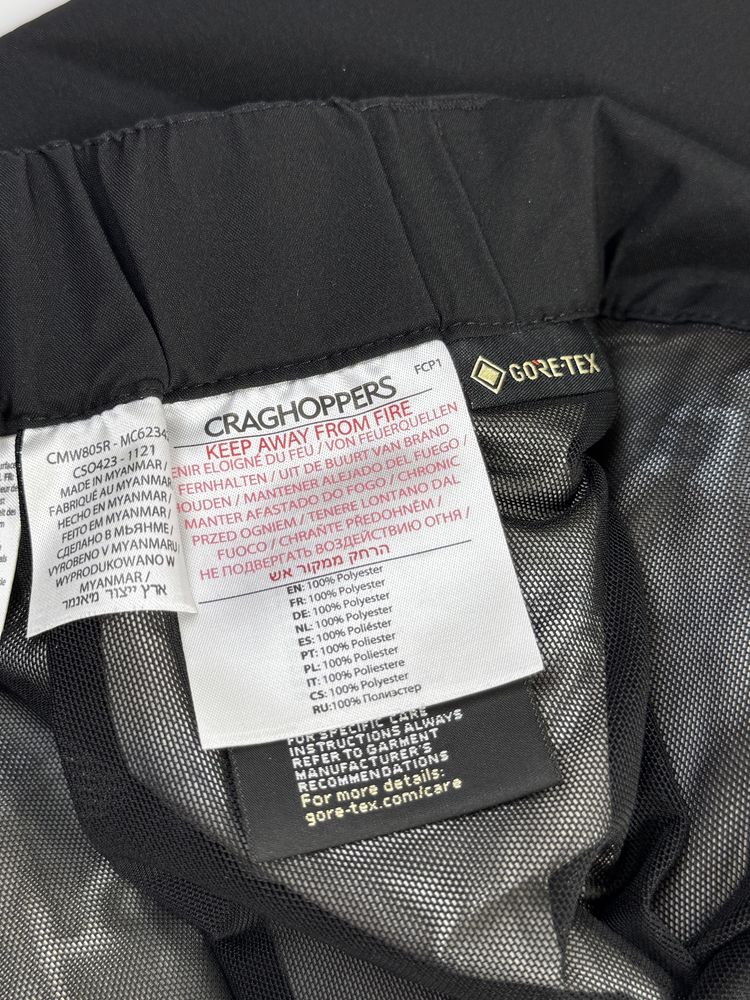 CRAGHOPPERS
FCP1
KEEP AWAY FROM FIRE
ENIR ELOIGNÉ DU FEU / VON FEUERQUELLEN
FERNHALTEN / UIT DE BUURT VAN BRAND
HOUDEN / MANTENER ALEJADO DEL FUEGO /
MANTER AFASTADO DO FOGO / CHRONIC
PRZED OGNIEM / TENERE LONTANO DAL
FUOCO / CHRANTE PŘEDOHNĚM /
НЕ ПОДВЕРГАТЬ ВОЗДЕЙСТВИЮ ОГНЯ /
הרחק ממקור אש
EN: 100% Polyester
FR: 100% Polyester
DE: 100% Polyester
NL: 100% Polyester
ES: 100% Poliéster
PT: 100% Poliester
PL: 100% Poliester
IT: 100% Poliestere
CS: 100% Polyester
RU:100% Полиэстер
GORE-TEX
CMW805R - MC6234
CSO423 - 1121
MADE IN MYANMAR /
FABRIQUÉ AU MYANMAR
HECHO EN MYANMAR /
FEITO EM MYANMAR /
СДЕЛАНО В МЬЯНМЕ/
VYROBENO V MYANMARU
WYPRODUKOWANO W
MYANMAR /
ארץ ייצור מיאנמר
FOR SPECIFIC CARE
INSTRUCTIONS ALWAYS
REFER TO GARMENT
MANUFACTURER'S
RECOMMENDATIONS
For more details:
gore-tex.com/care